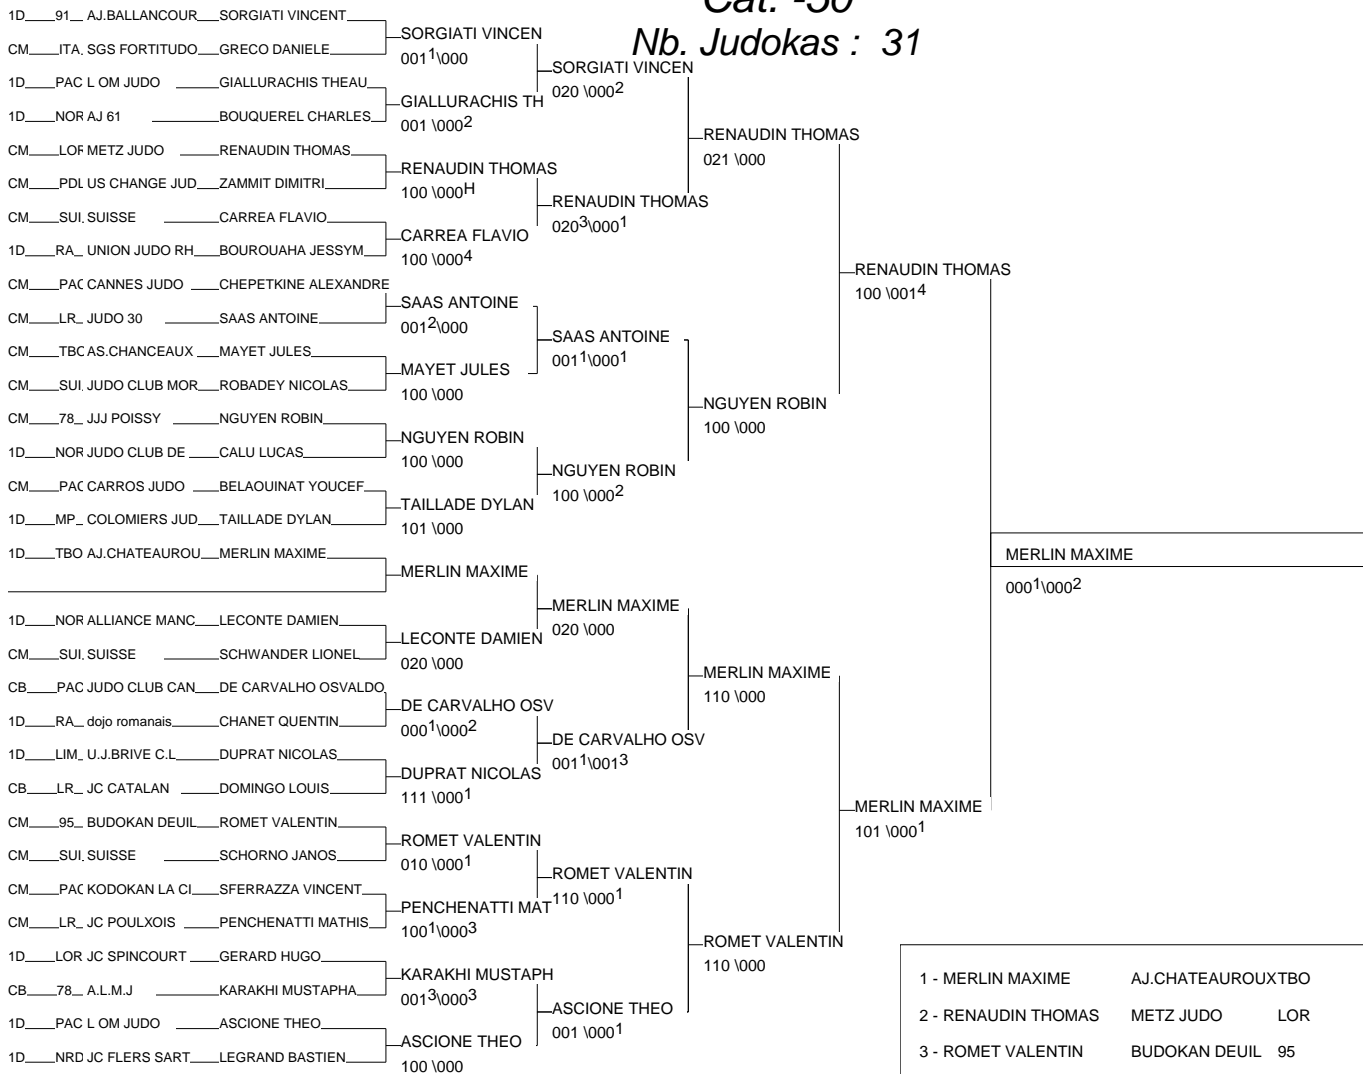 Cat. -50
Nb. Judokas : 31
1D 91_ AJ.BALLANCOUR SORGIATI VINCENT
CM ITA. SGS FORTITUDO GRECO DANIELE
1D PAC L OM JUDO GIALLURACHIS THEAU
1D NOR AJ 61 BOUQUEREL CHARLES
CM LOR METZ JUDO RENAUDIN THOMAS
CM PDL US CHANGE JUD ZAMMIT DIMITRI
CM SUI. SUISSE CARREA FLAVIO
1D RA_ UNION JUDO RH BOUROUAHA JESSYM
CM PAC CANNES JUDO CHEPETKINE ALEXANDRE
CM LR_ JUDO 30 SAAS ANTOINE
CM TBO AS.CHANCEAUX MAYET JULES
CM SUI. JUDO CLUB MOR ROBADEY NICOLAS
CM 78_ JJJ POISSY NGUYEN ROBIN
1D NOR JUDO CLUB DE CALU LUCAS
CM PAC CARROS JUDO BELAOUINAT YOUCEF
1D MP_ COLOMIERS JUD TAILLADE DYLAN
1D TBO AJ.CHATEAUROU MERLIN MAXIME
1D NOR ALLIANCE MANC LECONTE DAMIEN
CM SUI. SUISSE SCHWANDER LIONEL
CB PAC JUDO CLUB CAN DE CARVALHO OSVALDO
1D RA_ dojo romanais CHANET QUENTIN
1D LIM_ U.J.BRIVE C.L DUPRAT NICOLAS
CB LR_ JC CATALAN DOMINGO LOUIS
CM 95_ BUDOKAN DEUIL ROMET VALENTIN
CM SUI. SUISSE SCHORNO JANOS
CM PAC KODOKAN LA CI SFERRAZZA VINCENT
CM LR_ JC POULXOIS PENCHENATTI MATHIS
1D LOR JC SPINCOURT GERARD HUGO
CB 78_ A.L.M.J KARAKHI MUSTAPHA
1D PAC L OM JUDO ASCIONE THEO
1D NRD JC FLERS SART LEGRAND BASTIEN
SORGIATI VINCEN
001¹\000
GIALLURACHIS TH
001 \000²
RENAUDIN THOMAS
100 \000H
CARREA FLAVIO
100 \000⁴
SAAS ANTOINE
001²\000
MAYET JULES
100 \000
NGUYEN ROBIN
100 \000
TAILLADE DYLAN
101 \000
MERLIN MAXIME
LECONTE DAMIEN
020 \000
DE CARVALHO OSV
000¹\000²
DUPRAT NICOLAS
111 \000¹
ROMET VALENTIN
010 \000¹
PENCHENATTI MAT
100¹\000³
KARAKHI MUSTAPH
001³\000³
ASCIONE THEO
100 \000
SORGIATI VINCEN
020 \000²
RENAUDIN THOMAS
020³\000¹
SAAS ANTOINE
001¹\000¹
NGUYEN ROBIN
100 \000²
MERLIN MAXIME
020 \000
DE CARVALHO OSV
001¹\001³
ROMET VALENTIN
110 \000¹
ASCIONE THEO
001 \000¹
RENAUDIN THOMAS
021 \000
NGUYEN ROBIN
100 \000
MERLIN MAXIME
110 \000
ROMET VALENTIN
110 \000
RENAUDIN THOMAS
100 \001⁴
MERLIN MAXIME
101 \000¹
MERLIN MAXIME
000¹\000²
1 - MERLIN MAXIME AJ.CHATEAUROUXTBO
2 - RENAUDIN THOMAS METZ JUDO LOR
3 - ROMET VALENTIN BUDOKAN DEUIL 95